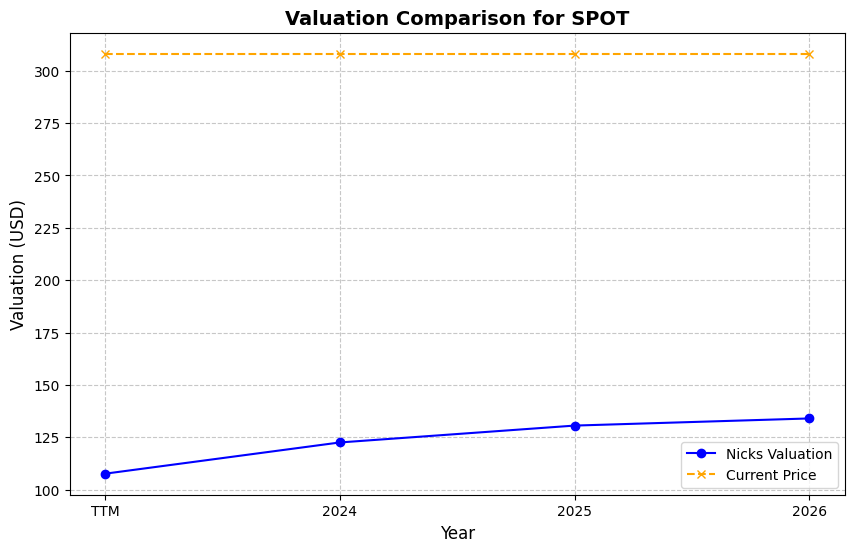 Valuation Comparison for SPOT
Valuation (USD)
300
275
250
225
200
175
150
125
100
TTM
2024
2025
2026
Year
Nicks Valuation
Current Price